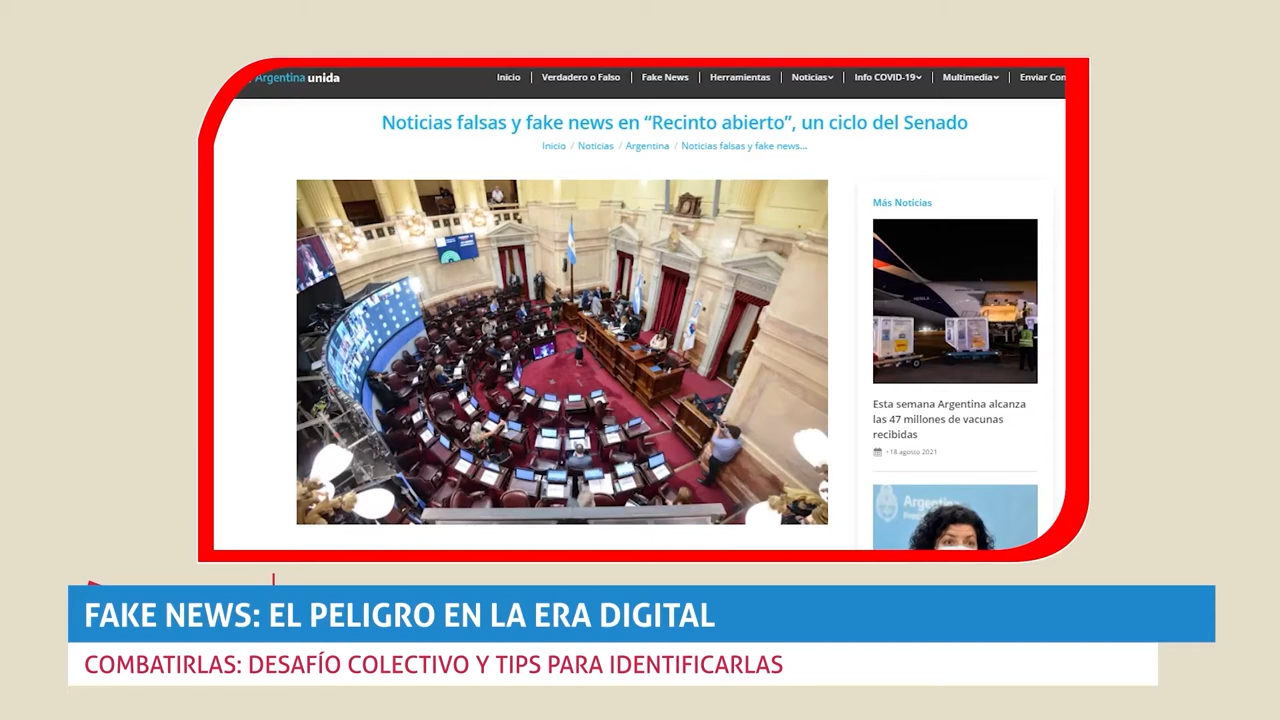 Argentina unida
Inicio
Verdadero o Falso
Fake News
Herramientas
Noticias
Info COVID-19
Multimedia
Enviar
Noticias falsas y fake news en “Recinto abierto”, un ciclo del Senado
Inicio / Noticias / Argentina / Noticias falsas y fake news...
Más Noticias
Esta semana Argentina alcanza
las 47 millones de vacunas
recibidas
• 18 agosto 2021
Argentina
FAKE NEWS: EL PELIGRO EN LA ERA DIGITAL
COMBATIRLAS: DESAFÍO COLECTIVO Y TIPS PARA IDENTIFICARLAS